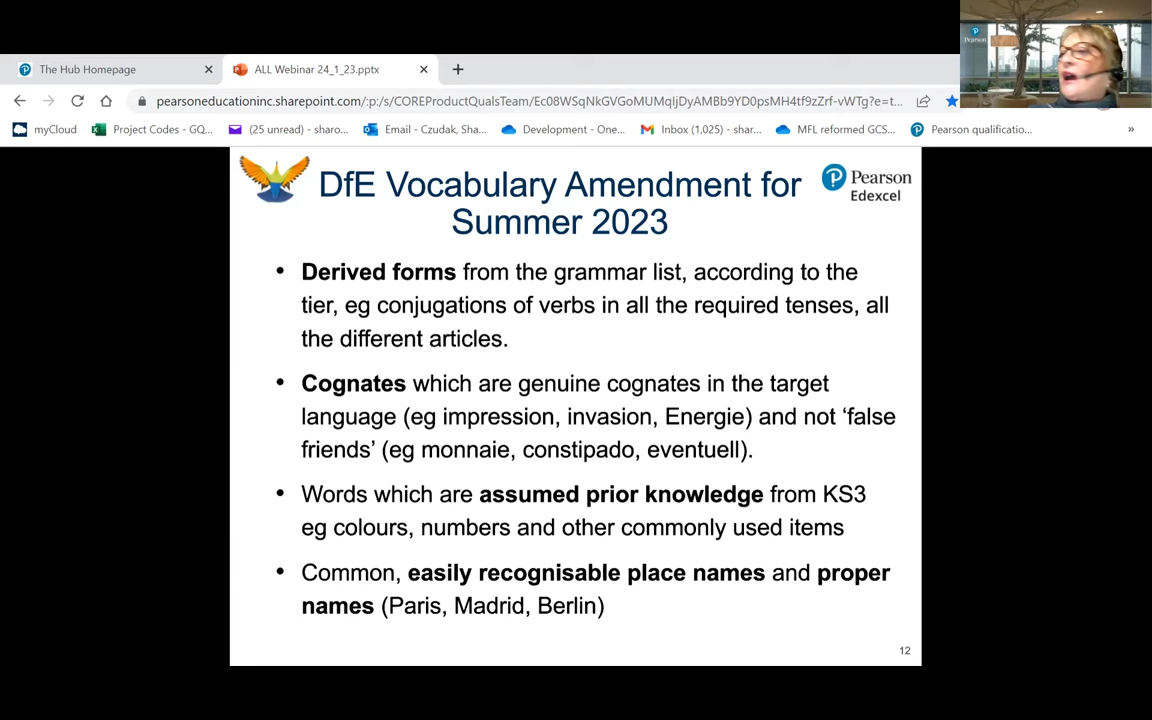 Pearson
The Hub Homepage
ALL Webinar 24_1_23.pptx
pearsoneducationinc.sharepoint.com/:p:/s/COREProductQualsTeam/Ec08WSqNkGVGoMUMqIjDyAMBb9YD0psMH4tf9zZrf-vWTg?e=t...
myCloud
Project Codes - GQ...
(25 unread) - sharo...
Email - Czudak, Sha...
Development - One...
Inbox (1,025) - shar...
MFL reformed GCS...
Pearson qualificatio...
»
DfE Vocabulary Amendment for
Summer 2023
Pearson
Edexcel
• Derived forms from the grammar list, according to the
tier, eg conjugations of verbs in all the required tenses, all
the different articles.
• Cognates which are genuine cognates in the target
language (eg impression, invasion, Energie) and not ‘false
friends’ (eg monnaie, constipado, eventuell).
• Words which are assumed prior knowledge from KS3
eg colours, numbers and other commonly used items
• Common, easily recognisable place names and proper
names (Paris, Madrid, Berlin)
12